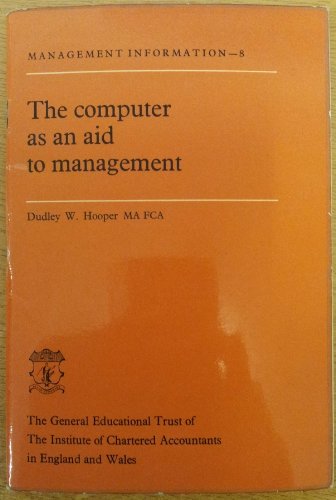 MANAGEMENT INFORMATION—8
The computer
as an aid
to management
Dudley W. Hooper MA FCA
The General Educational Trust of
The Institute of Chartered Accountants
in England and Wales